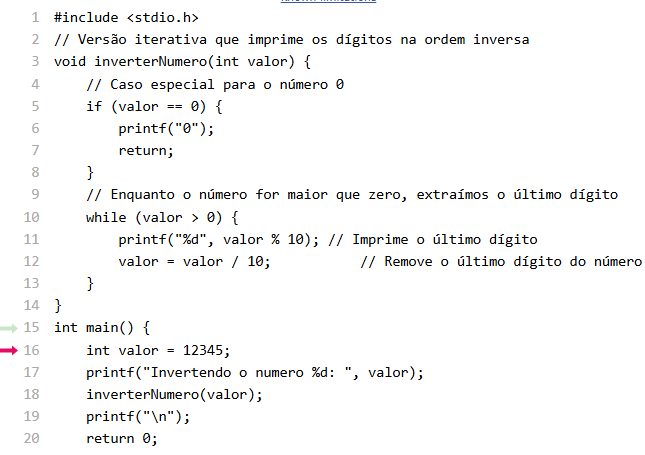 1 #include <stdio.h>
2 // Versão iterativa que imprime os dígitos na ordem inversa
3 void inverterNumero(int valor) {
4     // Caso especial para o número 0
5     if (valor == 0) {
6         printf("0");
7         return;
8     }
9     // Enquanto o número for maior que zero, extraímos o último dígito
10     while (valor > 0) {
11         printf("%d", valor % 10); // Imprime o último dígito
12         valor = valor / 10;           // Remove o último dígito do número
13     }
14 }
15 int main() {
16     int valor = 12345;
17     printf("Invertendo o numero %d: ", valor);
18     inverterNumero(valor);
19     printf("\n");
20     return 0;